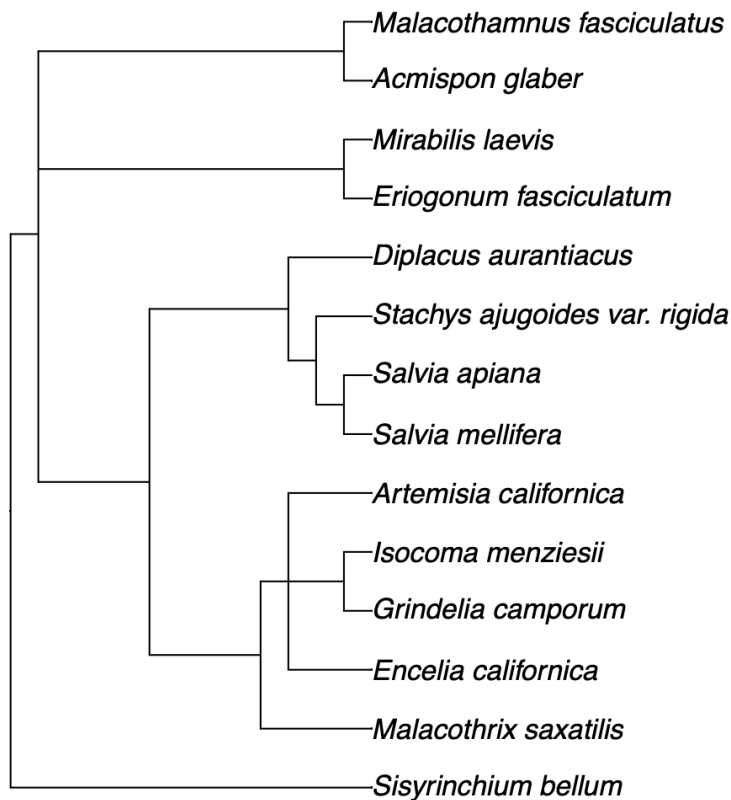 Malacothamnus fasciculatus
Acmispon glaber
Mirabilis laevis
Eriogonum fasciculatum
Diplacus aurantiacus
Stachys ajugoides var. rigida
Salvia apiana
Salvia mellifera
Artemisia californica
Isocoma menziesii
Grindelia camporum
Encelia californica
Malacothrix saxatilis
Sisyrinchium bellum